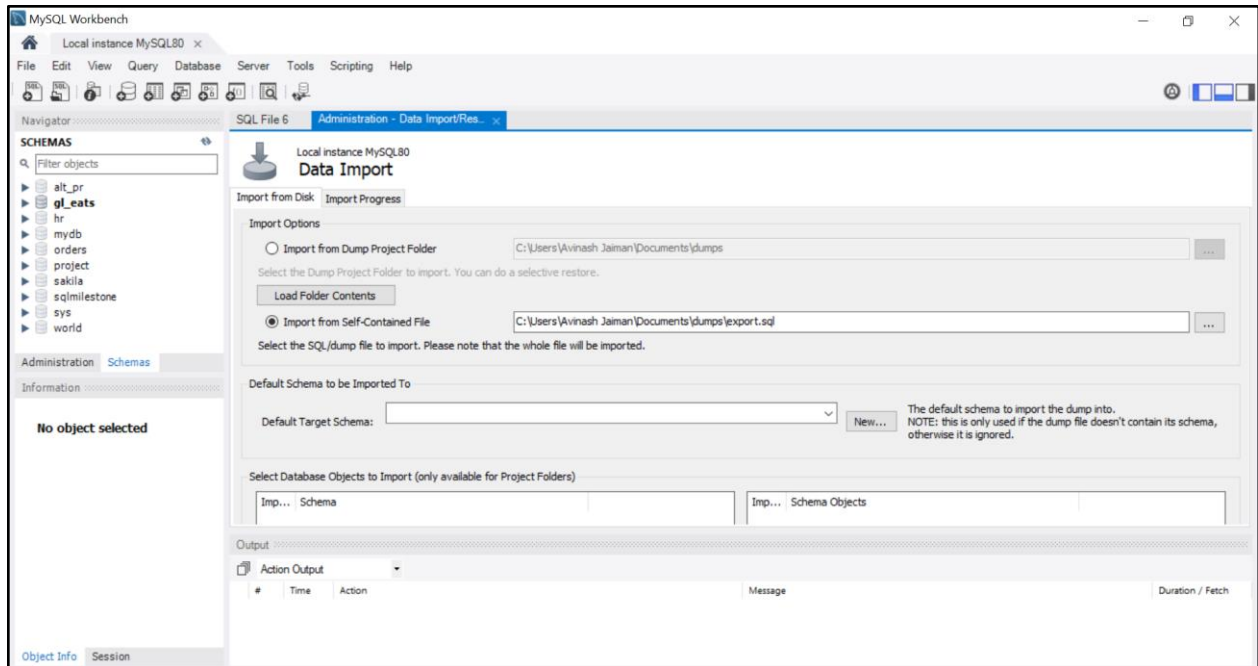 MySQL Workbench
Local instance MySQL80
File Edit View Query Database Server Tools Scripting Help
Navigator
SCHEMAS
Filter objects
alt_pr
gl_eats
hr
mydb
orders
project
sakila
sqlmilestone
sys
world
Administration Schemas
Information
No object selected
Object Info Session
SQL File 6 Administration - Data Import/Res...
Local instance MySQL80
Data Import
Import from Disk Import Progress
Import Options
Import from Dump Project Folder C:\Users\Avinash Jaiman\Documents\dumps ...
Select the Dump Project Folder to import. You can do a selective restore.
Load Folder Contents
Import from Self-Contained File C:\Users\Avinash Jaiman\Documents\dumps\export.sql ...
Select the SQL/dump file to import. Please note that the whole file will be imported.
Default Schema to be Imported To
Default Target Schema: New...
The default schema to import the dump into.
NOTE: this is only used if the dump file doesn't contain its schema,
otherwise it is ignored.
Select Database Objects to Import (only available for Project Folders)
Imp... Schema Imp... Schema Objects
Output
Action Output
# Time Action Message Duration / Fetch